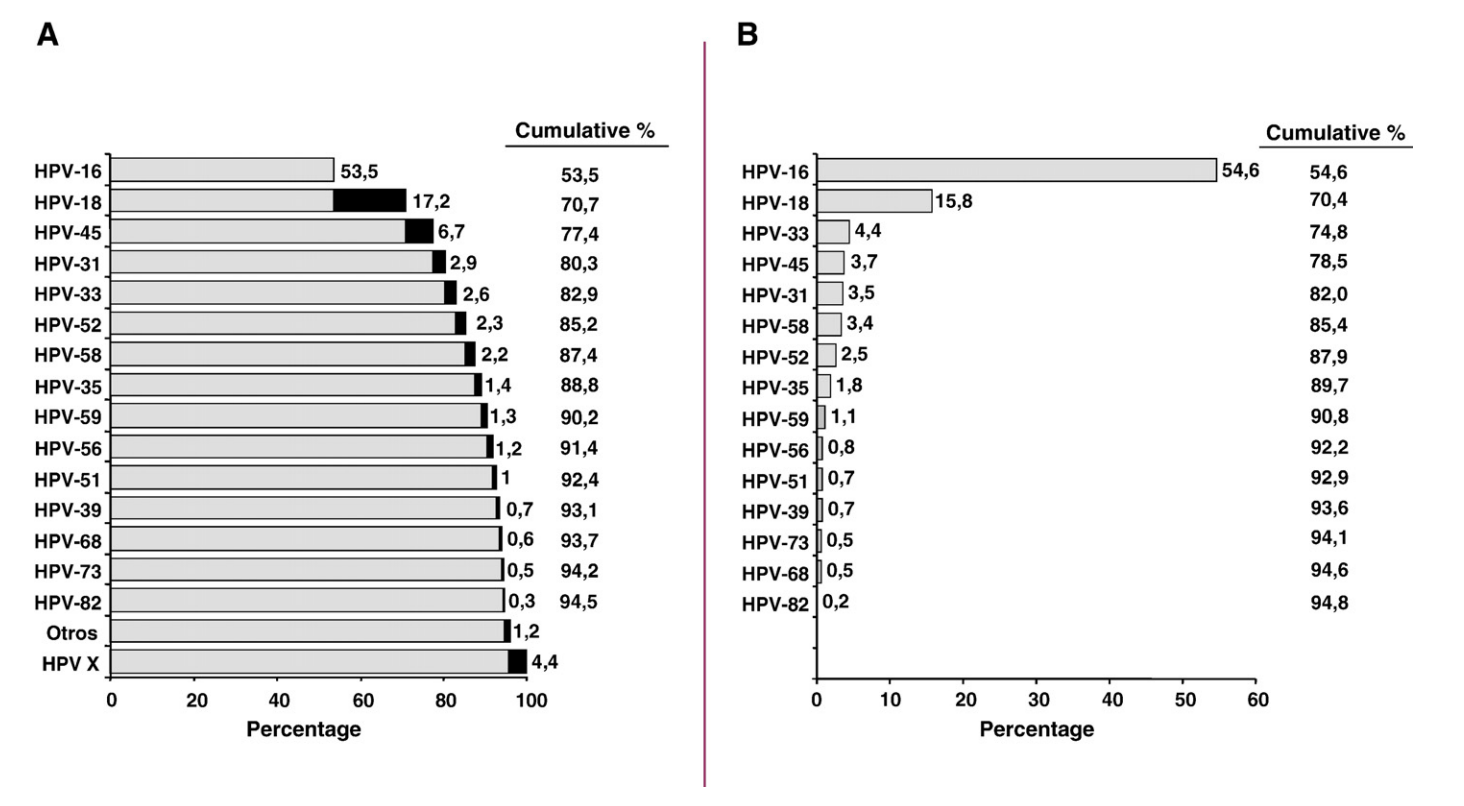 A
Cumulative %
HPV-16 53,5 53,5
HPV-18 17,2 70,7
HPV-45 6,7 77,4
HPV-31 2,9 80,3
HPV-33 2,6 82,9
HPV-52 2,3 85,2
HPV-58 2,2 87,4
HPV-35 1,4 88,8
HPV-59 1,3 90,2
HPV-56 1,2 91,4
HPV-51 1 92,4
HPV-39 0,7 93,1
HPV-68 0,6 93,7
HPV-73 0,5 94,2
HPV-82 0,3 94,5
Otros 1,2
HPV X 4,4
0 20 40 60 80 100
Percentage
B
Cumulative %
HPV-16 54,6 54,6
HPV-18 15,8 70,4
HPV-33 4,4 74,8
HPV-45 3,7 78,5
HPV-31 3,5 82,0
HPV-58 3,4 85,4
HPV-52 2,5 87,9
HPV-35 1,8 89,7
HPV-59 1,1 90,8
HPV-56 0,8 92,2
HPV-51 0,7 92,9
HPV-39 0,7 93,6
HPV-73 0,5 94,1
HPV-68 0,5 94,6
HPV-82 0,2 94,8
0 10 20 30 40 50 60
Percentage